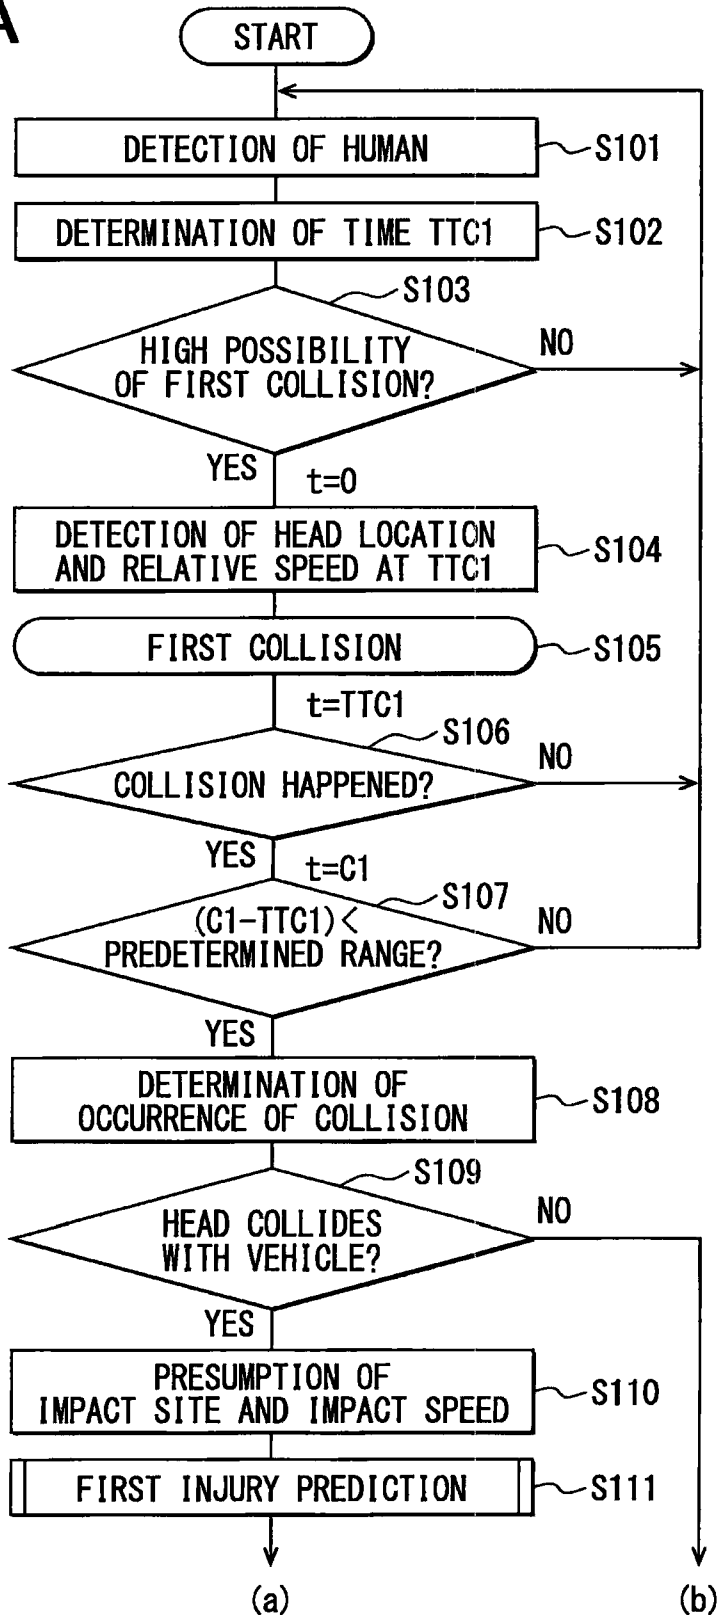 A
START
DETECTION OF HUMAN
S101
DETERMINATION OF TIME TTC1
S102
S103
HIGH POSSIBILITY
OF FIRST COLLISION?
NO
YES
t=0
DETECTION OF HEAD LOCATION
AND RELATIVE SPEED AT TTC1
S104
FIRST COLLISION
S105
t=TTC1
S106
COLLISION HAPPENED?
NO
YES
t=C1
S107
(C1-TTC1)<
PREDETERMINED RANGE?
NO
YES
DETERMINATION OF
OCCURRENCE OF COLLISION
S108
S109
HEAD COLLIDES
WITH VEHICLE?
NO
YES
PRESUMPTION OF
IMPACT SITE AND IMPACT SPEED
S110
FIRST INJURY PREDICTION
S111
(a)
(b)